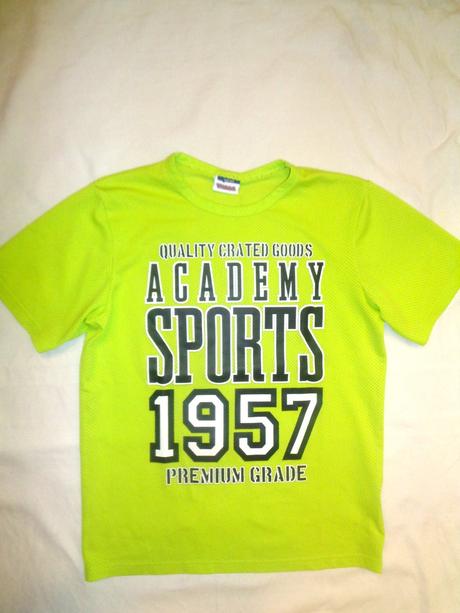 QUALITY CRATED GOODS
ACADEMY
SPORTS
1957
PREMIUM GRADE